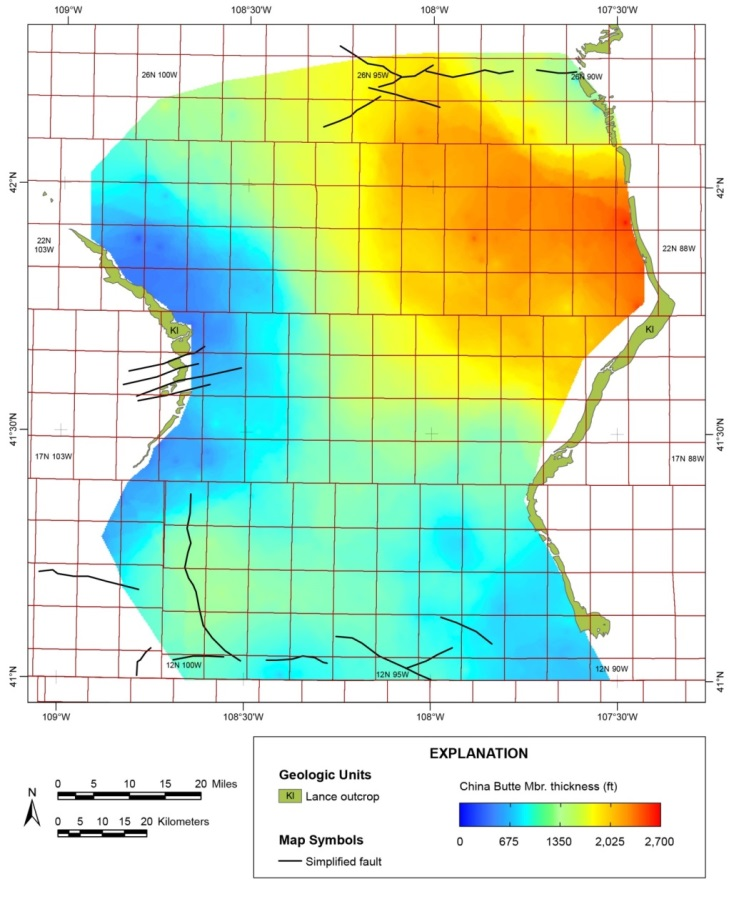 109°W 108°30'W 108°W 107°30'W
26N 100W
26N 95W
26N 90W
42°N
42°N
22N
103W
22N 88W
Kl
Kl
41°30'N
41°30'N
17N 103W
17N 88W
12N 100W
12N 95W
12N 90W
41°N
41°N
109°W 108°30'W 108°W 107°30'W
EXPLANATION
Geologic Units
Kl Lance outcrop
Map Symbols
Simplified fault
China Butte Mbr. thickness (ft)
0 675 1350 2,025 2,700
N
0 5 10 15 20 Miles
0 5 10 15 20 Kilometers